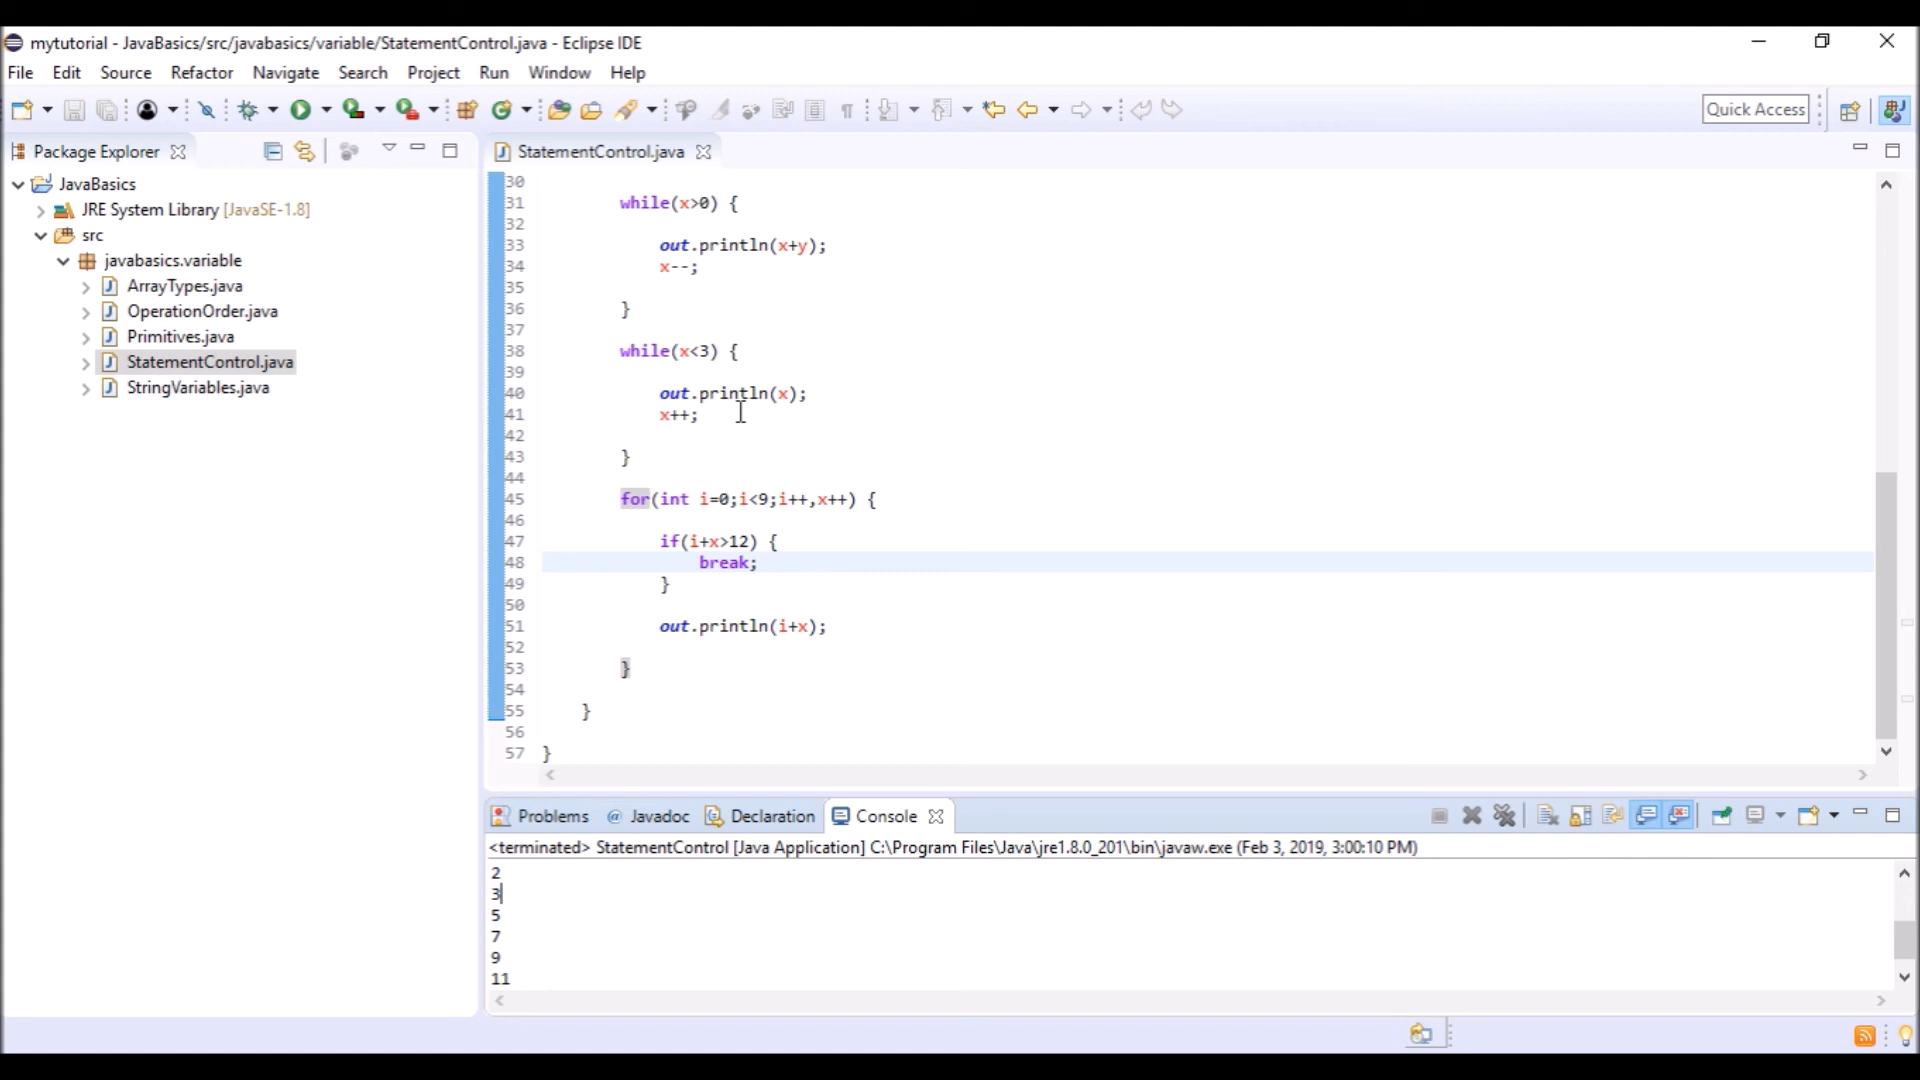 mytutorial - JavaBasics/src/javabasics/variable/StatementControl.java - Eclipse IDE
File Edit Source Refactor Navigate Search Project Run Window Help
Quick Access
Package Explorer
JavaBasics
JRE System Library [JavaSE-1.8]
src
javabasics.variable
ArrayTypes.java
OperationOrder.java
Primitives.java
StatementControl.java
StringVariables.java
StatementControl.java
30
31 while(x>0) {
32
33 out.println(x+y);
34 x--;
35
36 }
37
38 while(x<3) {
39
40 out.println(x);
41 x++;
42
43 }
44
45 for(int i=0;i<9;i++,x++) {
46
47 if(i+x>12) {
48 break;
49 }
50
51 out.println(i+x);
52
53 }
54
55 }
56
57 }
Problems @ Javadoc Declaration Console
<terminated> StatementControl [Java Application] C:\Program Files\Java\jre1.8.0_201\bin\javaw.exe (Feb 3, 2019, 3:00:10 PM)
2
3
5
7
9
11